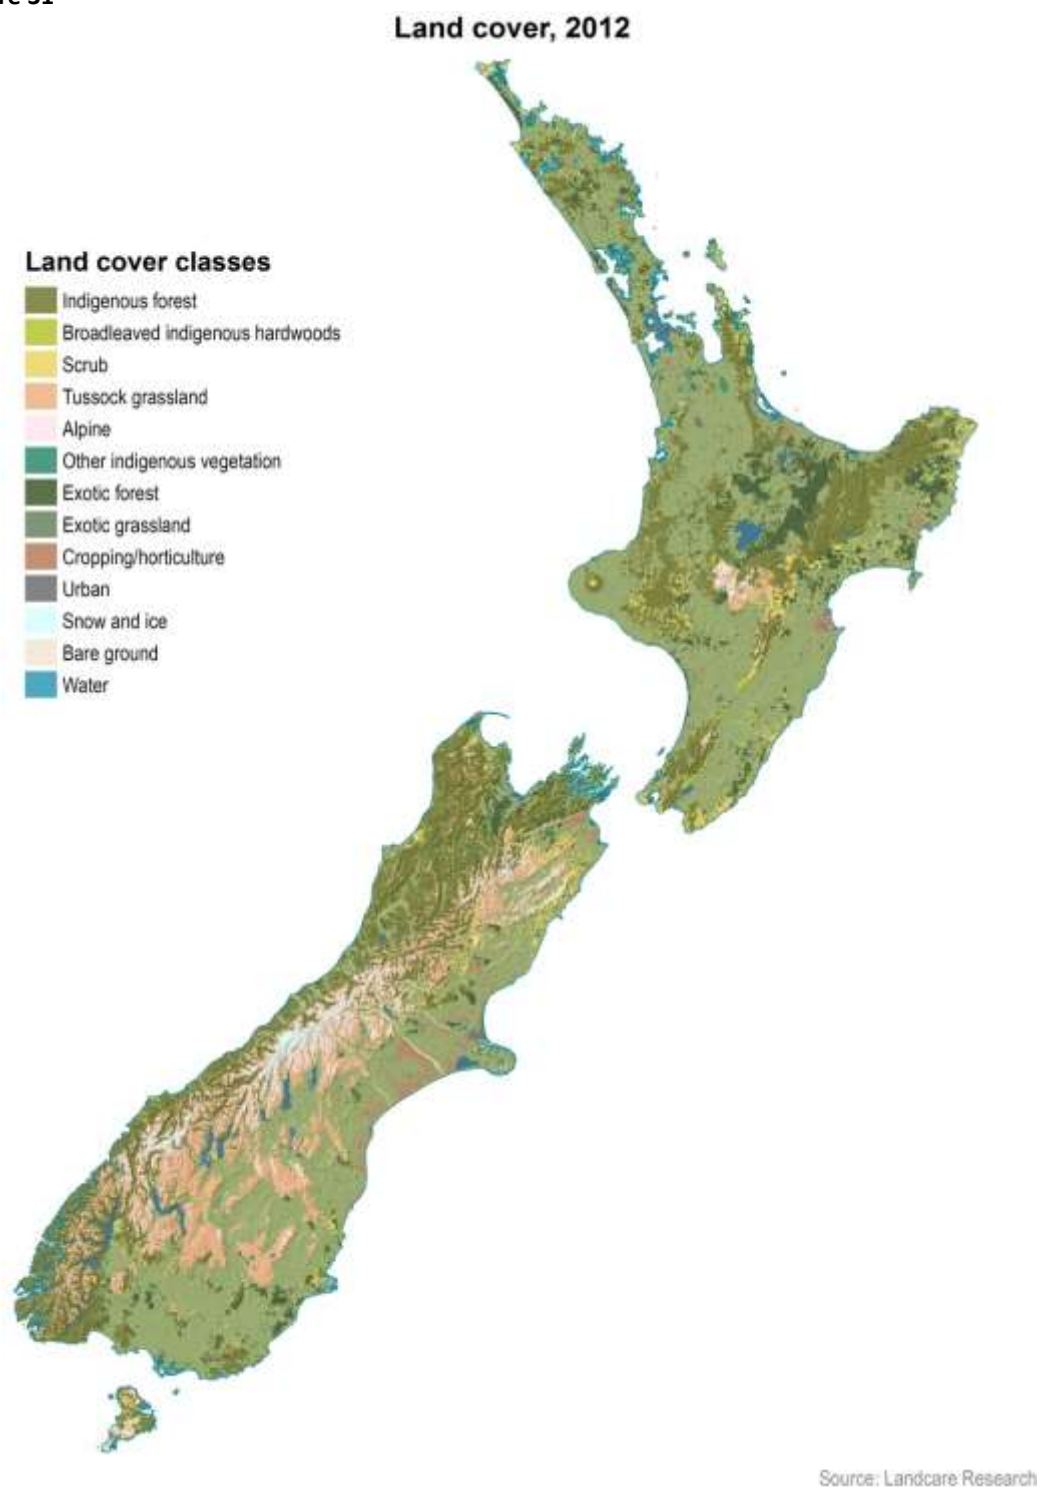 Land cover, 2012
Land cover classes
Indigenous forest
Broadleaved indigenous hardwoods
Scrub
Tussock grassland
Alpine
Other indigenous vegetation
Exotic forest
Exotic grassland
Cropping/horticulture
Urban
Snow and ice
Bare ground
Water
Source: Landcare Research